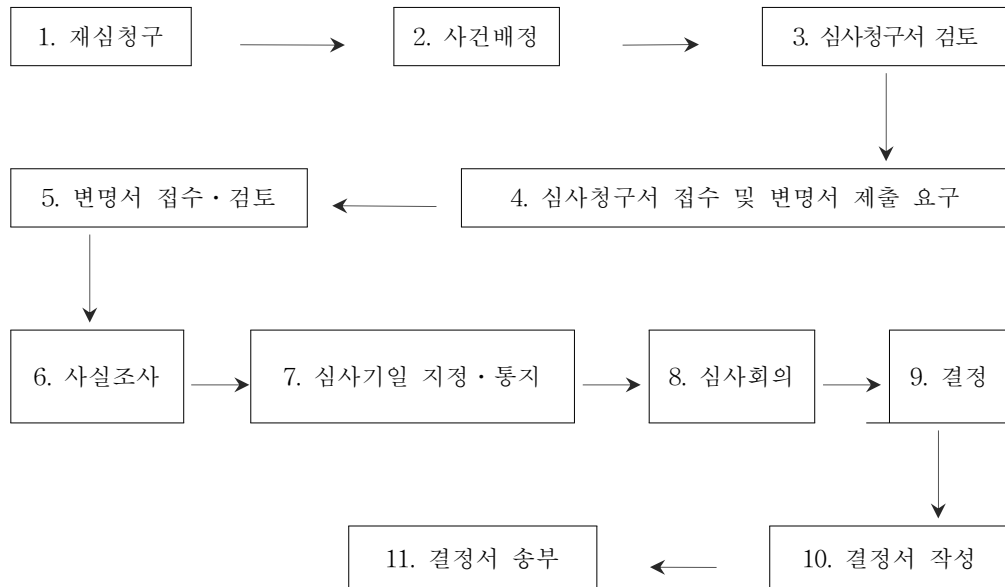 1. 재심청구
2. 사건배정
3. 심사청구서 검토
4. 심사청구서 접수 및 변명서 제출 요구
5. 변명서 접수·검토
6. 사실조사
7. 심사기일 지정·통지
8. 심사회의
9. 결정
10. 결정서 작성
11. 결정서 송부